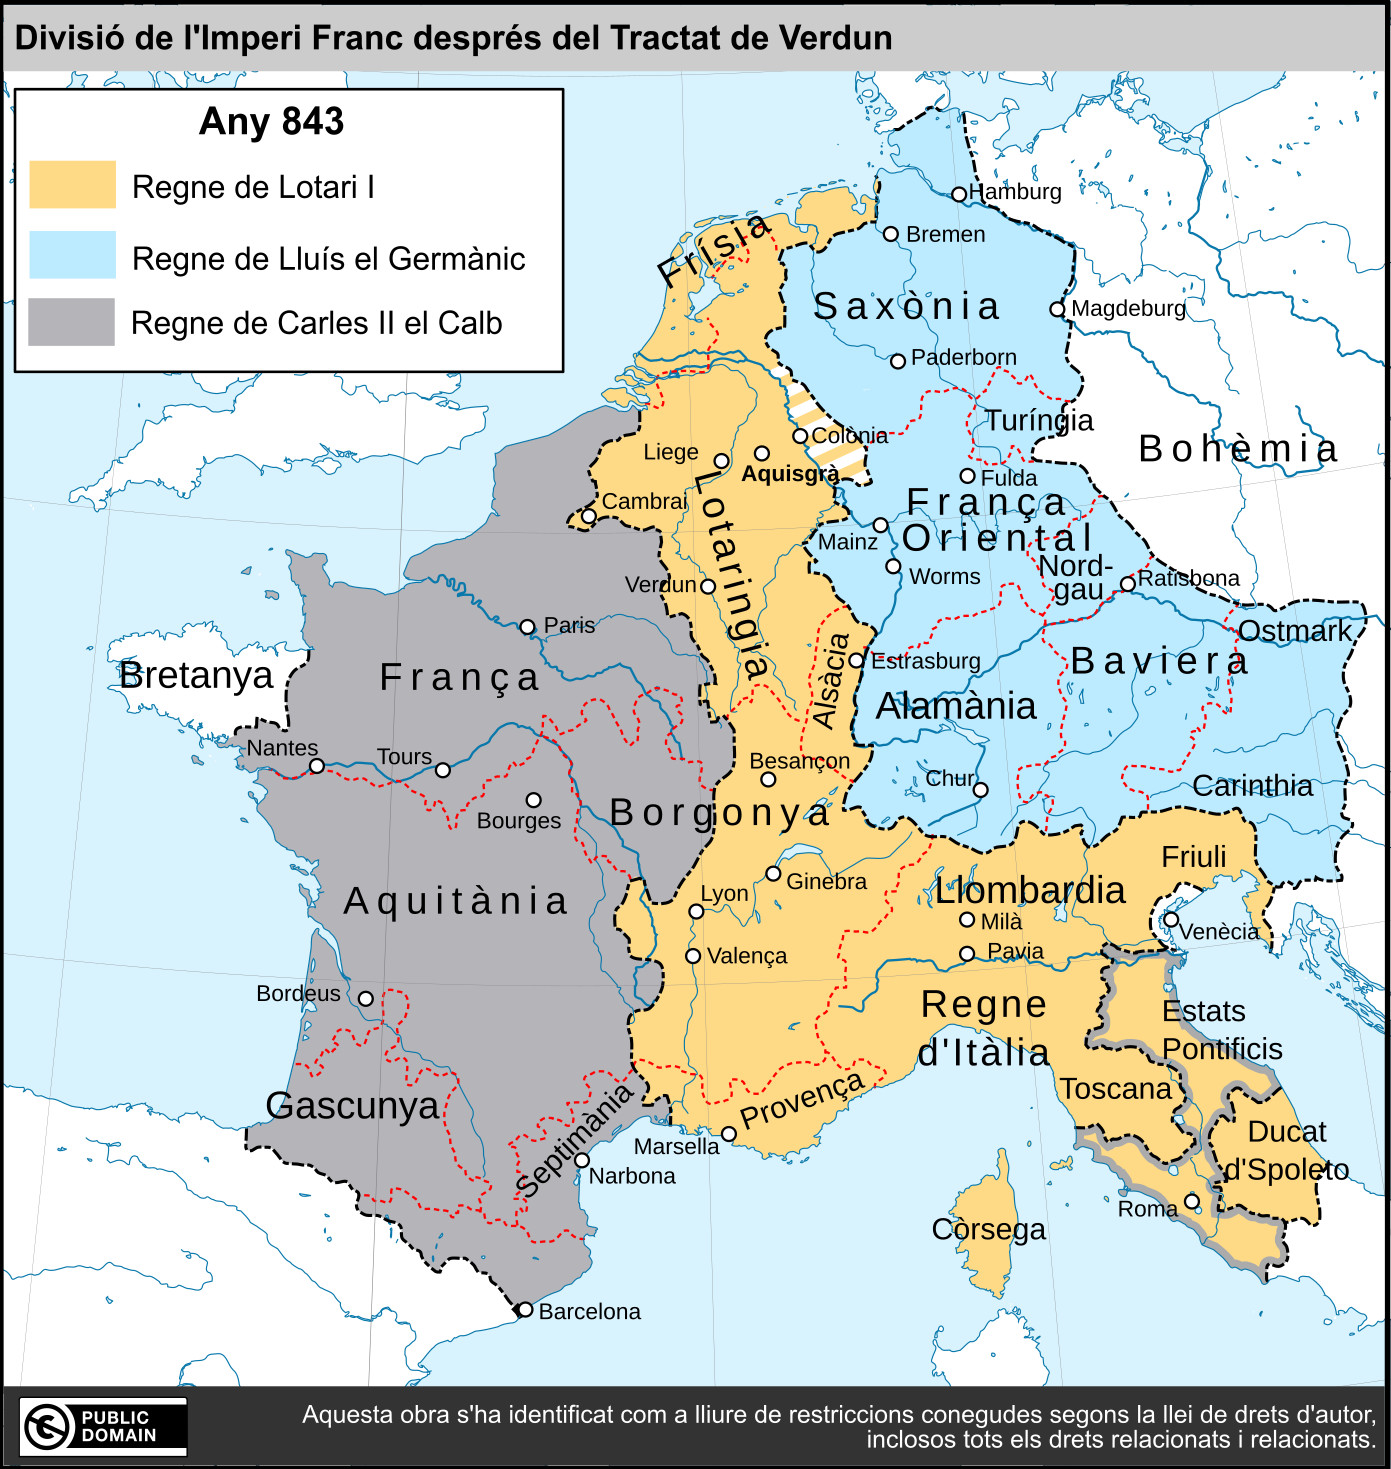 Divisió de l'Imperi Franc després del Tractat de Verdun
Any 843
Regne de Lotari I
Regne de Lluís el Germànic
Regne de Carles II el Calb
Hamburg
Frísia
Bremen
Saxònia
Magdeburg
Paderborn
Turíngia
Colònia
Bohèmia
Liege
Aquisgrà
Fulda
Cambrai
França
Oriental
Lotaríngia
Mainz
Nord-
gau
Worms
Ratisbona
Verdun
Paris
Ostmark
Bretanya
França
Alsàcia
Estrasburg
Baviera
Alamània
Nantes
Tours
Besançon
Chur
Carinthia
Bourges
Borgonya
Friuli
Ginebra
Llombardia
Lyon
Aquitània
Milà
Venècia
Valença
Pavia
Bordeus
Regne
d'Itàlia
Estats
Pontificis
Toscana
Provença
Gascunya
Septimània
Marsella
Ducat
d'Spoleto
Narbona
Roma
Còrsega
Barcelona
PUBLIC
DOMAIN
Aquesta obra s'ha identificat com a lliure de restriccions conegudes segons la llei de drets d'autor,
inclosos tots els drets relacionats i relacionats.